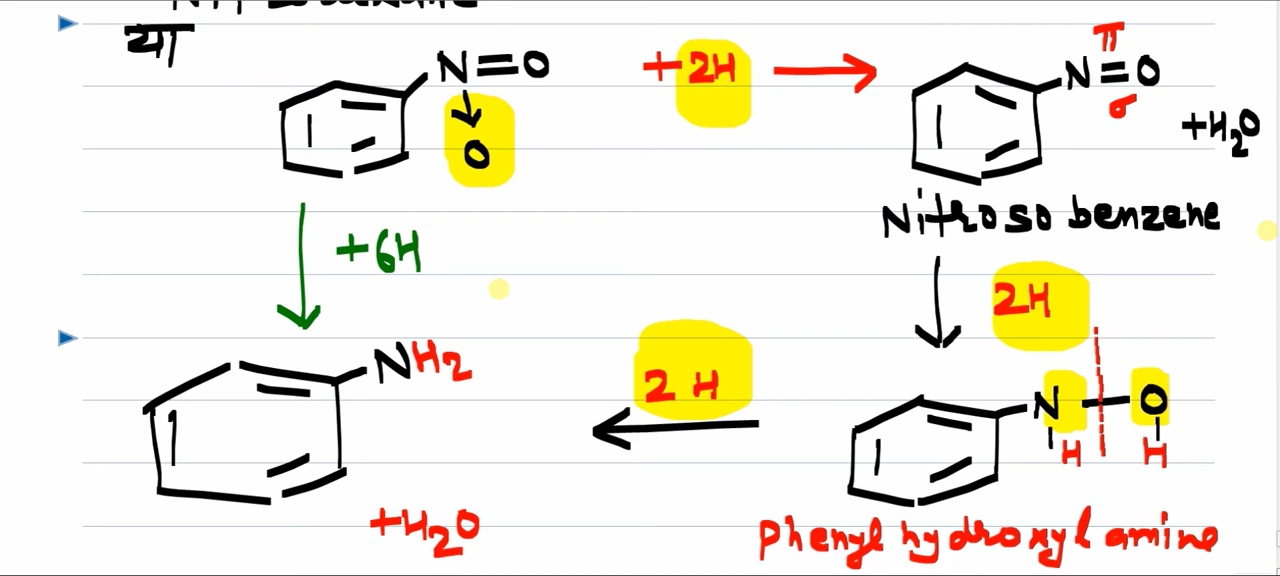 या
N=O +2H π N=O
O σ +H2O
Nitroso benzene
+6H
2H
NH2 2 H N O
H H
+H2O
Phenyl hydroxyl amine